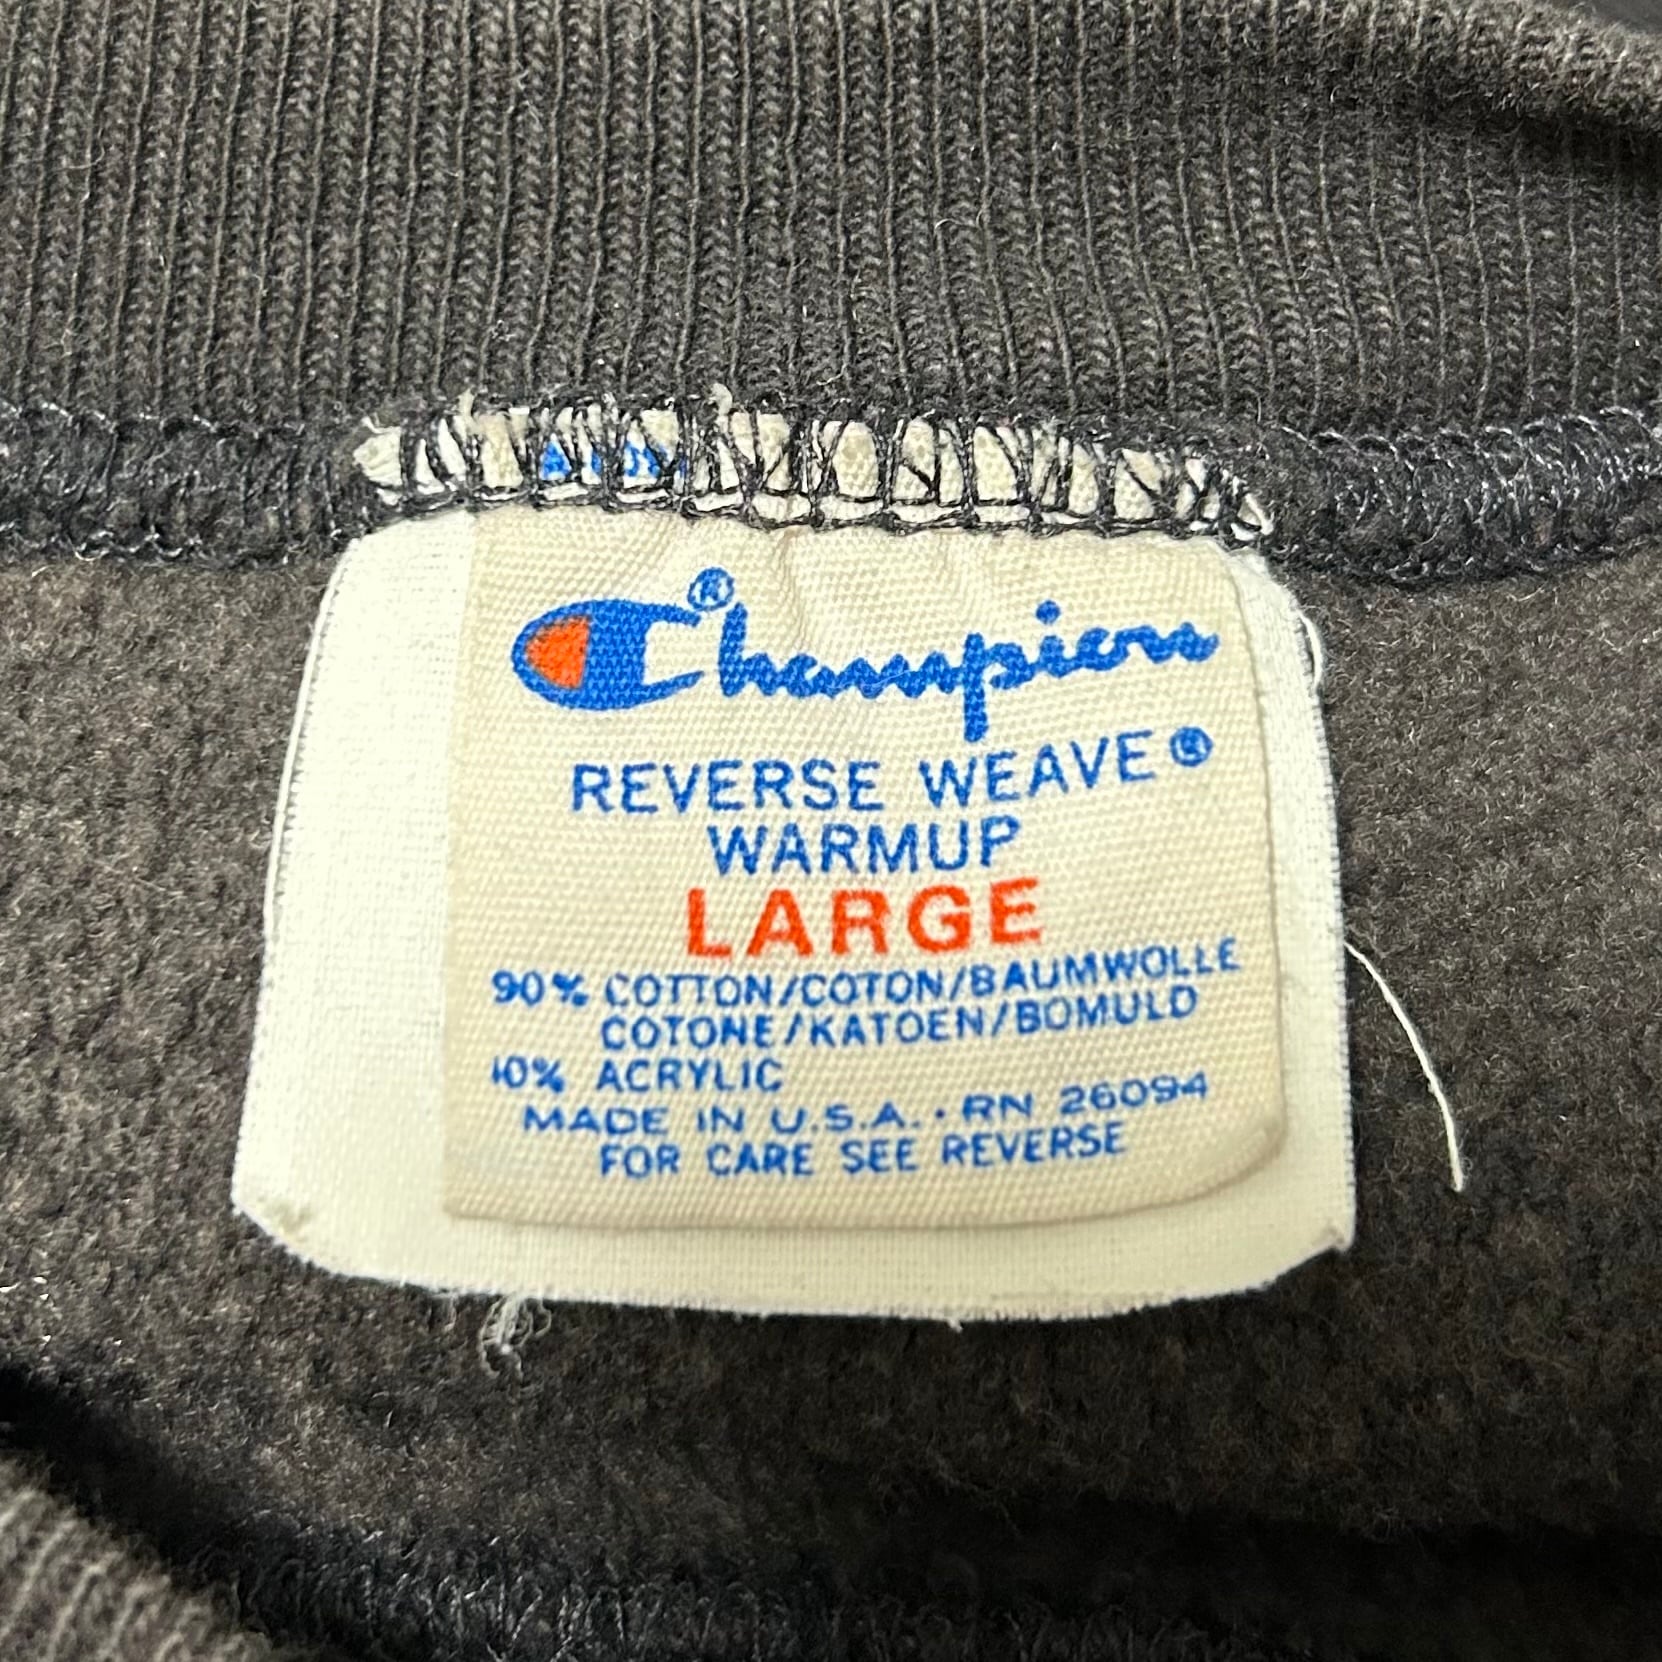 Champion®
REVERSE WEAVE®
WARMUP
LARGE
90% COTTON/COTON/BAUMWOLLE
COTONE/KATOEN/BOMULD
10% ACRYLIC
MADE IN U.S.A. · RN 26094
FOR CARE SEE REVERSE